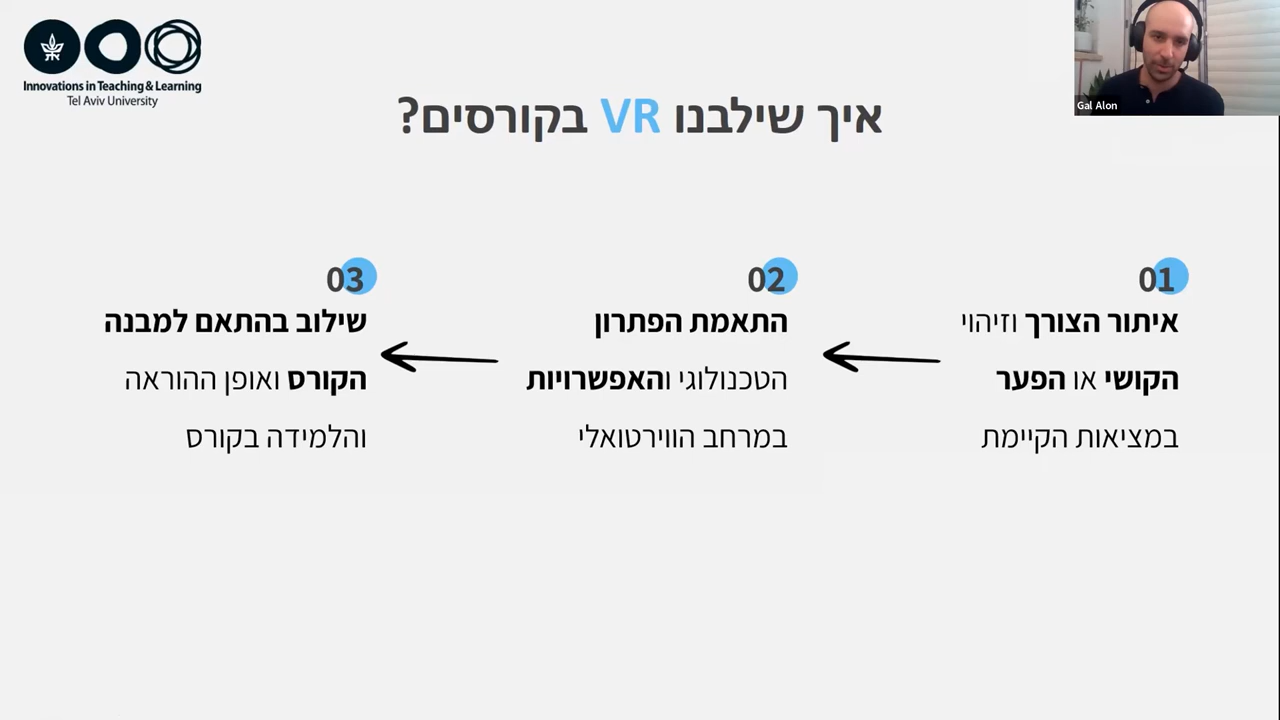 Innovations in Teaching & Learning
Tel Aviv University
Gal Alon
איך שילבנו VR בקורסים?
01
איתור הצורך וזיהוי
הקושי או הפער
במציאות הקיימת
02
התאמת הפתרון
הטכנולוגי והאפשרויות
במרחב הווירטואלי
03
שילוב בהתאם למבנה
הקורס ואופן ההוראה
והלמידה בקורס